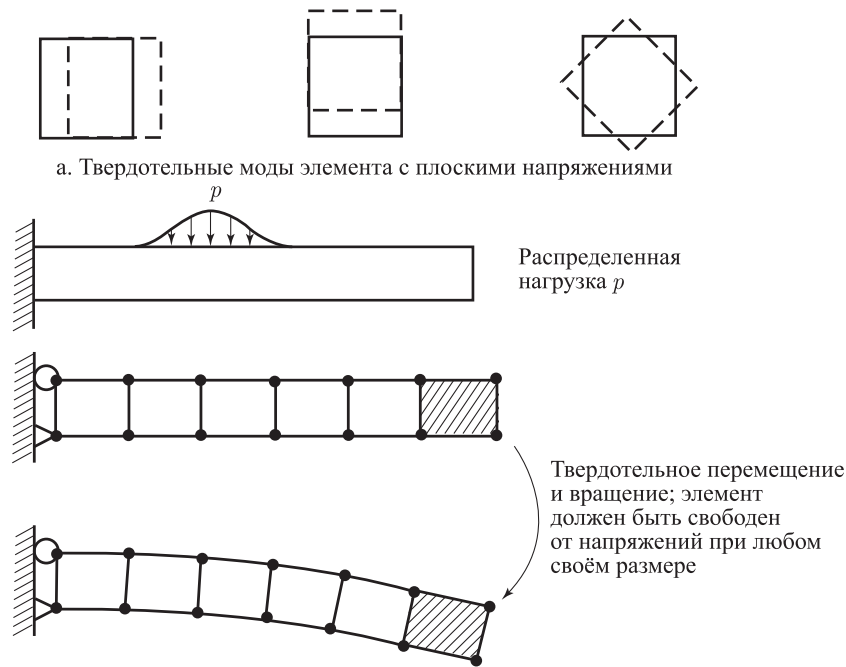 а. Твердотельные моды элемента с плоскими напряжениями
p
Распределенная
нагрузка p
Твердотельное перемещение
и вращение; элемент
должен быть свободен
от напряжений при любом
своём размере